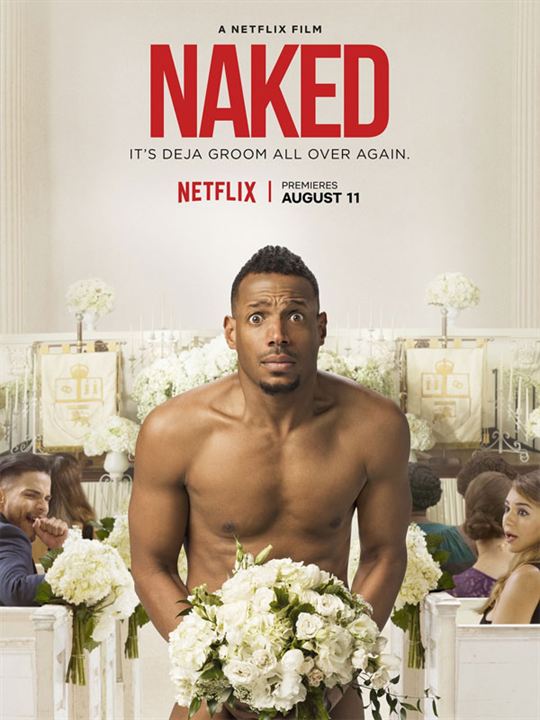 A NETFLIX FILM
NAKED
IT'S DEJA GROOM ALL OVER AGAIN.
NETFLIX | PREMIERES
AUGUST 11